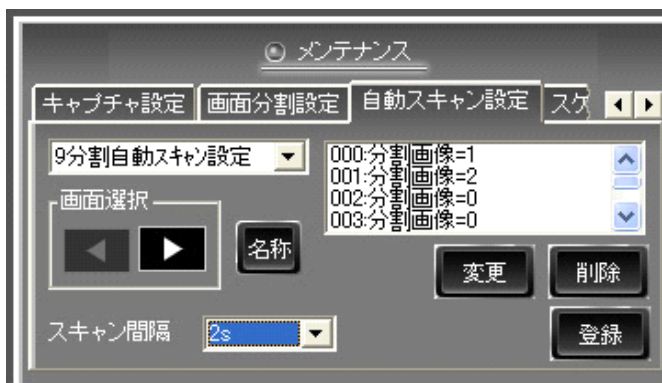 メンテナンス
キャプチャ設定 画面分割設定 自動スキャン設定 スケ
9分割自動スキャン設定
000:分割画像=1
001:分割画像=2
002:分割画像=0
003:分割画像=0
画面選択
名称
変更 削除
スキャン間隔 2s 登録